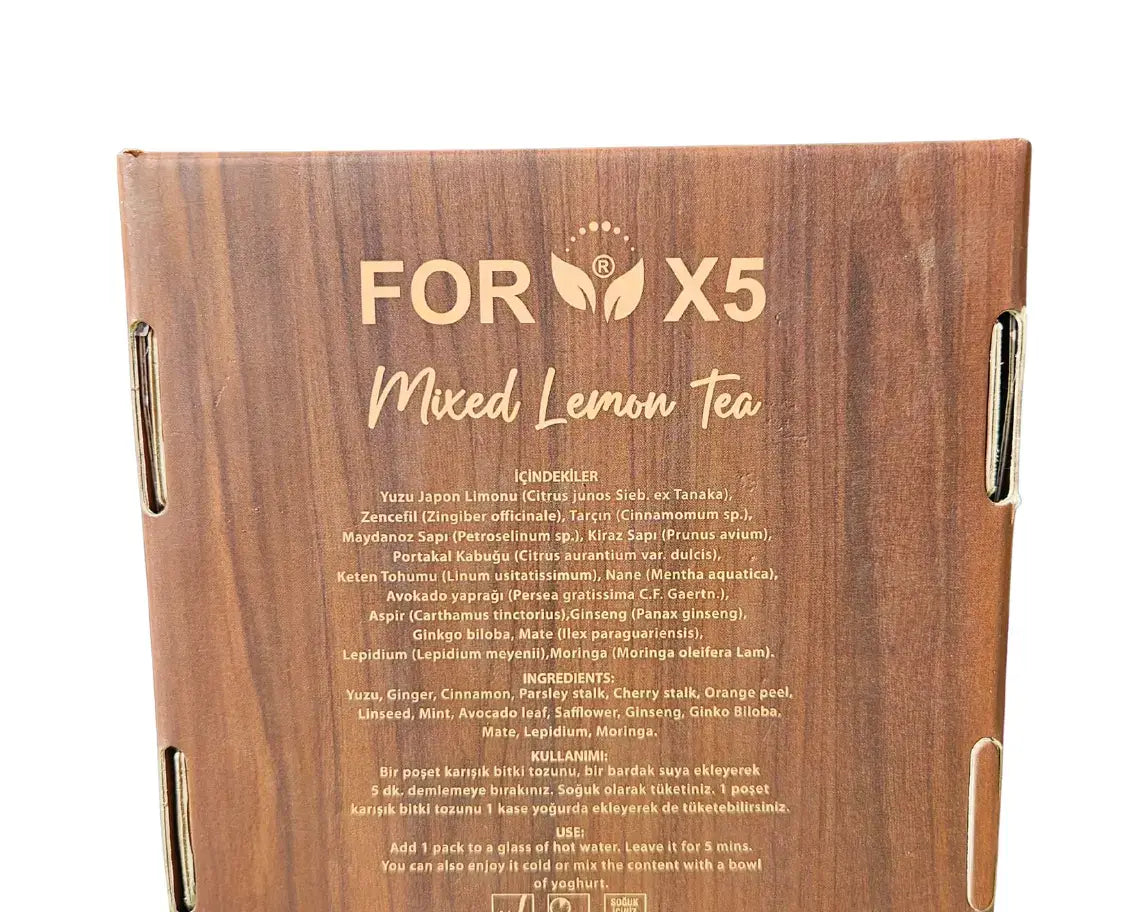 FOR ® X5
Mixed Lemon Tea
İÇİNDEKİLER
Yuzu Japon Limonu (Citrus junos Sieb. ex Tanaka),
Zencefil (Zingiber officinale), Tarçın (Cinnamomum sp.),
Maydanoz Sapı (Petroselinum sp.), Kiraz Sapı (Prunus avium),
Portakal Kabuğu (Citrus aurantium var. dulcis),
Keten Tohumu (Linum usitatissimum), Nane (Mentha aquatica),
Avokado yaprağı (Persea gratissima C.F. Gaertn.),
Aspir (Carthamus tinctorius),Ginseng (Panax ginseng),
Ginkgo biloba, Mate (Ilex paraguariensis),
Lepidium (Lepidium meyenii),Moringa (Moringa oleifera Lam).
INGREDIENTS:
Yuzu, Ginger, Cinnamon, Parsley stalk, Cherry stalk, Orange peel,
Linseed, Mint, Avocado leaf, Safflower, Ginseng, Ginko Biloba,
Mate, Lepidium, Moringa.
KULLANIMI:
Bir poşet karışık bitki tozunu, bir bardak suya ekleyerek
5 dk. demlemeye bırakınız. Soğuk olarak tüketiniz. 1 poşet
karışık bitki tozunu 1 kase yoğurda ekleyerek de tüketebilirsiniz.
USE:
Add 1 pack to a glass of hot water. Leave it for 5 mins.
You can also enjoy it cold or mix the content with a bowl
of yoghurt.
SOĞUK
İÇİNİZ